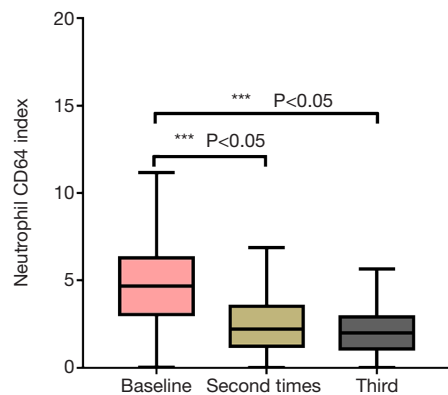 20
15
10
5
0
Neutrophil CD64 index
*** P<0.05
*** P<0.05
Baseline Second times Third